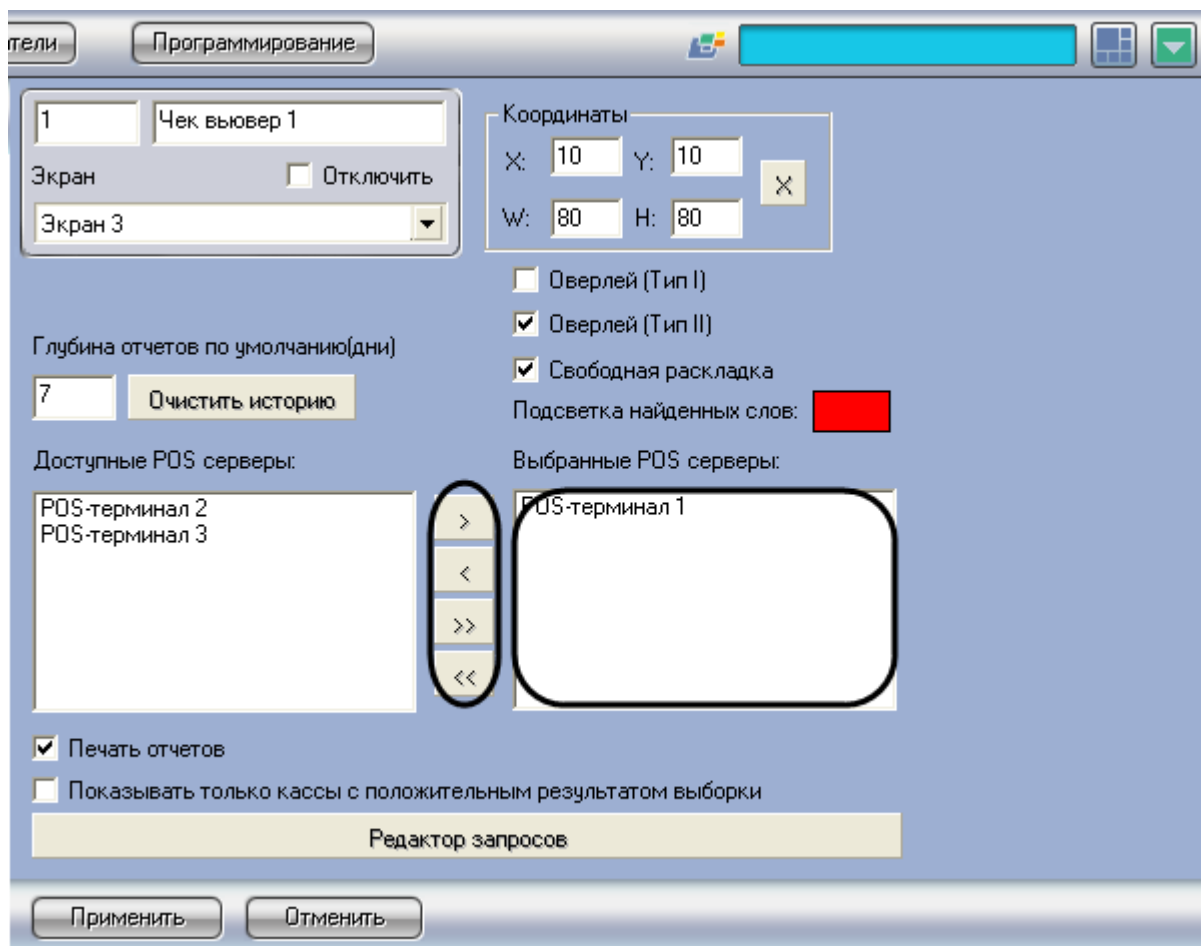 тели Программирование
1 Чек вьювер 1
Экран Отключить
Экран 3
Координаты
X: 10 Y: 10
X
W: 80 H: 80
Оверлей (Тип I)
Оверлей (Тип II)
Свободная раскладка
Подсветка найденных слов:
Глубина отчетов по умолчанию(дни)
7 Очистить историю
Доступные POS серверы:
POS-терминал 2
POS-терминал 3
>
<
>>
<<
Выбранные POS серверы:
POS-терминал 1
Печать отчетов
Показывать только кассы с положительным результатом выборки
Редактор запросов
Применить Отменить